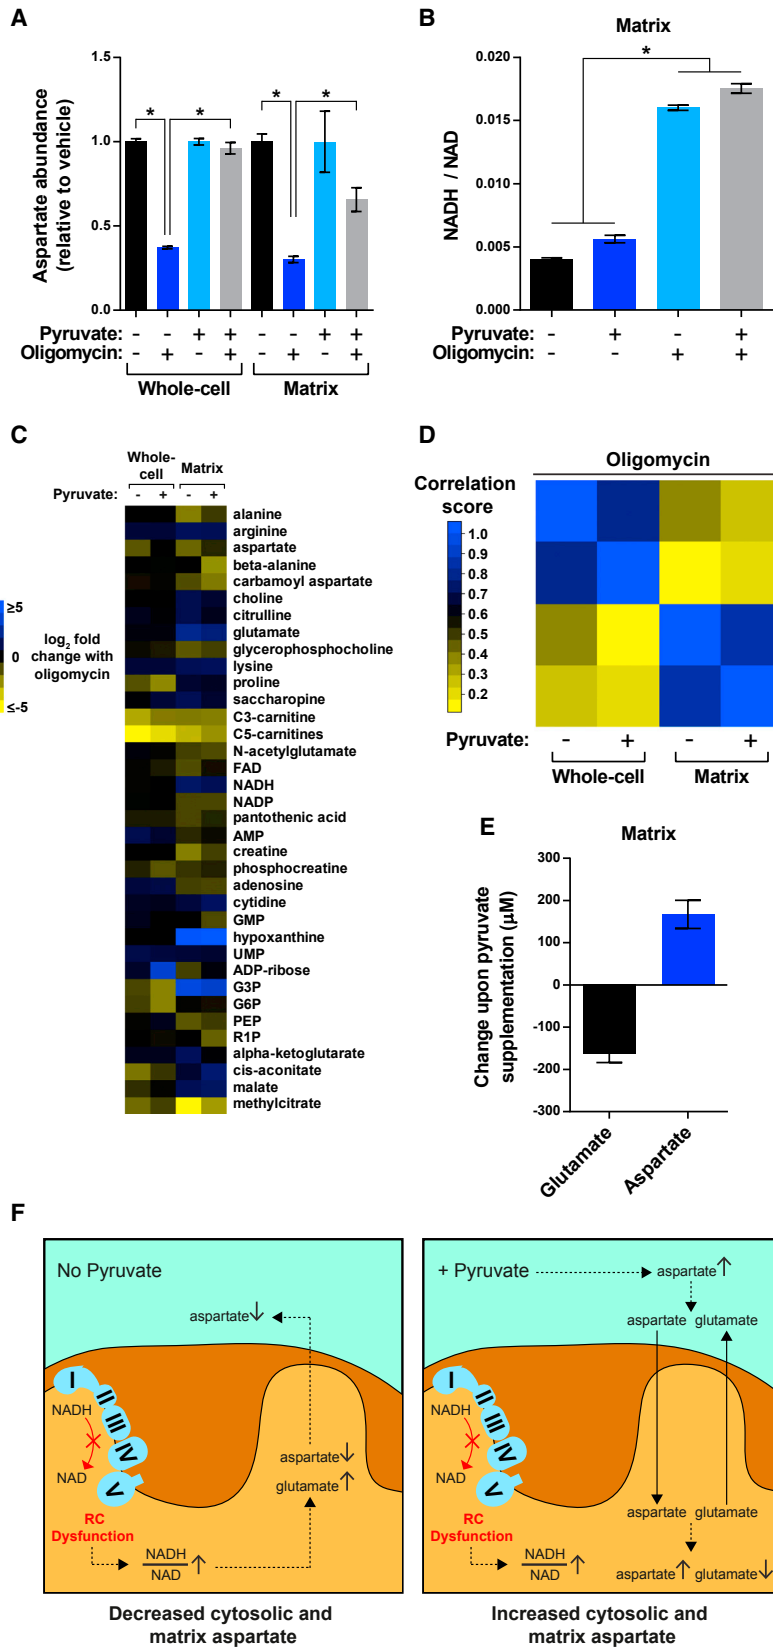 A
1.5
1.0
0.5
0.0
Aspartate abundance
(relative to vehicle)
* * * *
Pyruvate: - - + + - - + +
Oligomycin: - + - + - + - +
Whole-cell Matrix
B
Matrix
0.020
0.015
0.010
0.005
0.000
NADH / NAD
*
Pyruvate: - + - +
Oligomycin: - - + +
C
Whole-
cell Matrix
Pyruvate: - + - +
≥5
0
≤-5
log2 fold
change with
oligomycin
alanine
arginine
aspartate
beta-alanine
carbamoyl aspartate
choline
citrulline
glutamate
glycerophosphocholine
lysine
proline
saccharopine
C3-carnitine
C5-carnitines
N-acetylglutamate
FAD
NADH
NADP
pantothenic acid
AMP
creatine
phosphocreatine
adenosine
cytidine
GMP
hypoxanthine
UMP
ADP-ribose
G3P
G6P
PEP
R1P
alpha-ketoglutarate
cis-aconitate
malate
methylcitrate
D
Oligomycin
Correlation
score
1.0
0.9
0.8
0.7
0.6
0.5
0.4
0.3
0.2
Pyruvate: - + - +
Whole-cell Matrix
E
Matrix
300
200
100
0
-100
-200
-300
Change upon pyruvate
supplementation (μM)
Glutamate
Aspartate
F
No Pyruvate
aspartate↓
I
II
III
IV
V
NADH
NAD
RC
Dysfunction
NADH
NAD ↑
aspartate↓
glutamate↑
Decreased cytosolic and
matrix aspartate
+ Pyruvate
aspartate↑
aspartate glutamate
I
II
III
IV
V
NADH
NAD
RC
Dysfunction
NADH
NAD ↑
aspartate glutamate
aspartate↑ glutamate↓
Increased cytosolic and
matrix aspartate